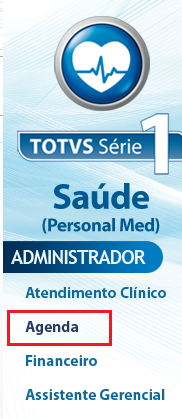 TOTVS Série 1
Saúde
(Personal Med)
ADMINISTRADOR
Atendimento Clínico
Agenda
Financeiro
Assistente Gerencial